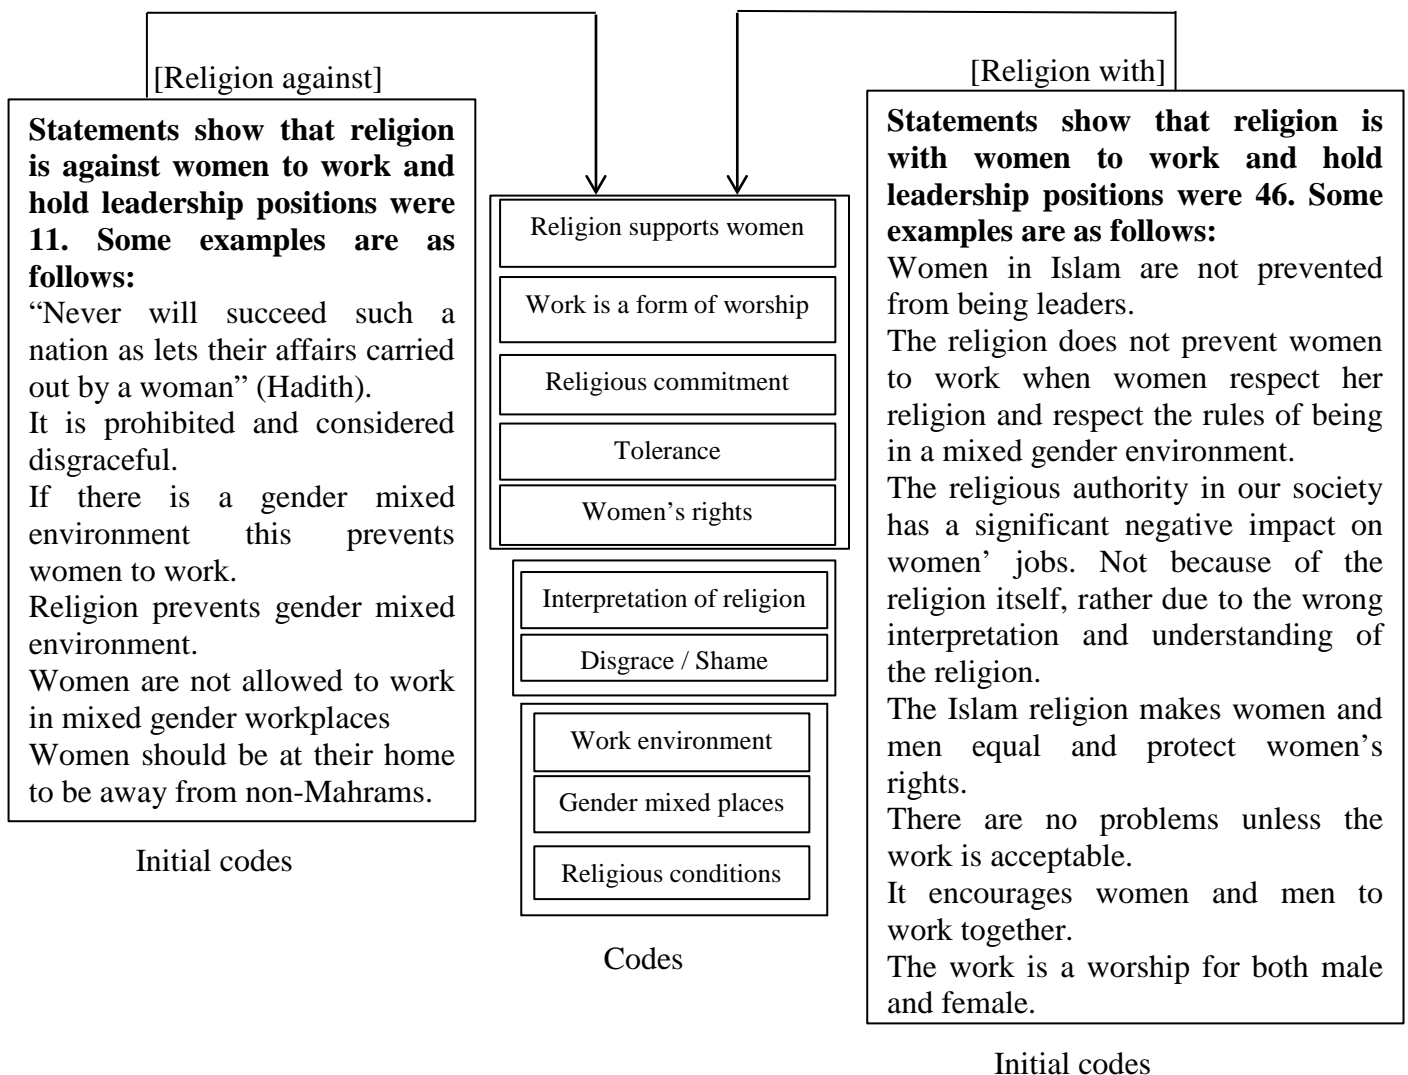 [Religion against]
Statements show that religion
is against women to work and
hold leadership positions were
11. Some examples are as
follows:
“Never will succeed such a
nation as lets their affairs carried
out by a woman” (Hadith).
It is prohibited and considered
disgraceful.
If there is a gender mixed
environment this prevents
women to work.
Religion prevents gender mixed
environment.
Women are not allowed to work
in mixed gender workplaces
Women should be at their home
to be away from non-Mahrams.
Initial codes
Religion supports women
Work is a form of worship
Religious commitment
Tolerance
Women’s rights
Interpretation of religion
Disgrace / Shame
Work environment
Gender mixed places
Religious conditions
Codes
[Religion with]
Statements show that religion is
with women to work and hold
leadership positions were 46. Some
examples are as follows:
Women in Islam are not prevented
from being leaders.
The religion does not prevent women
to work when women respect her
religion and respect the rules of being
in a mixed gender environment.
The religious authority in our society
has a significant negative impact on
women’ jobs. Not because of the
religion itself, rather due to the wrong
interpretation and understanding of
the religion.
The Islam religion makes women and
men equal and protect women’s
rights.
There are no problems unless the
work is acceptable.
It encourages women and men to
work together.
The work is a worship for both male
and female.
Initial codes